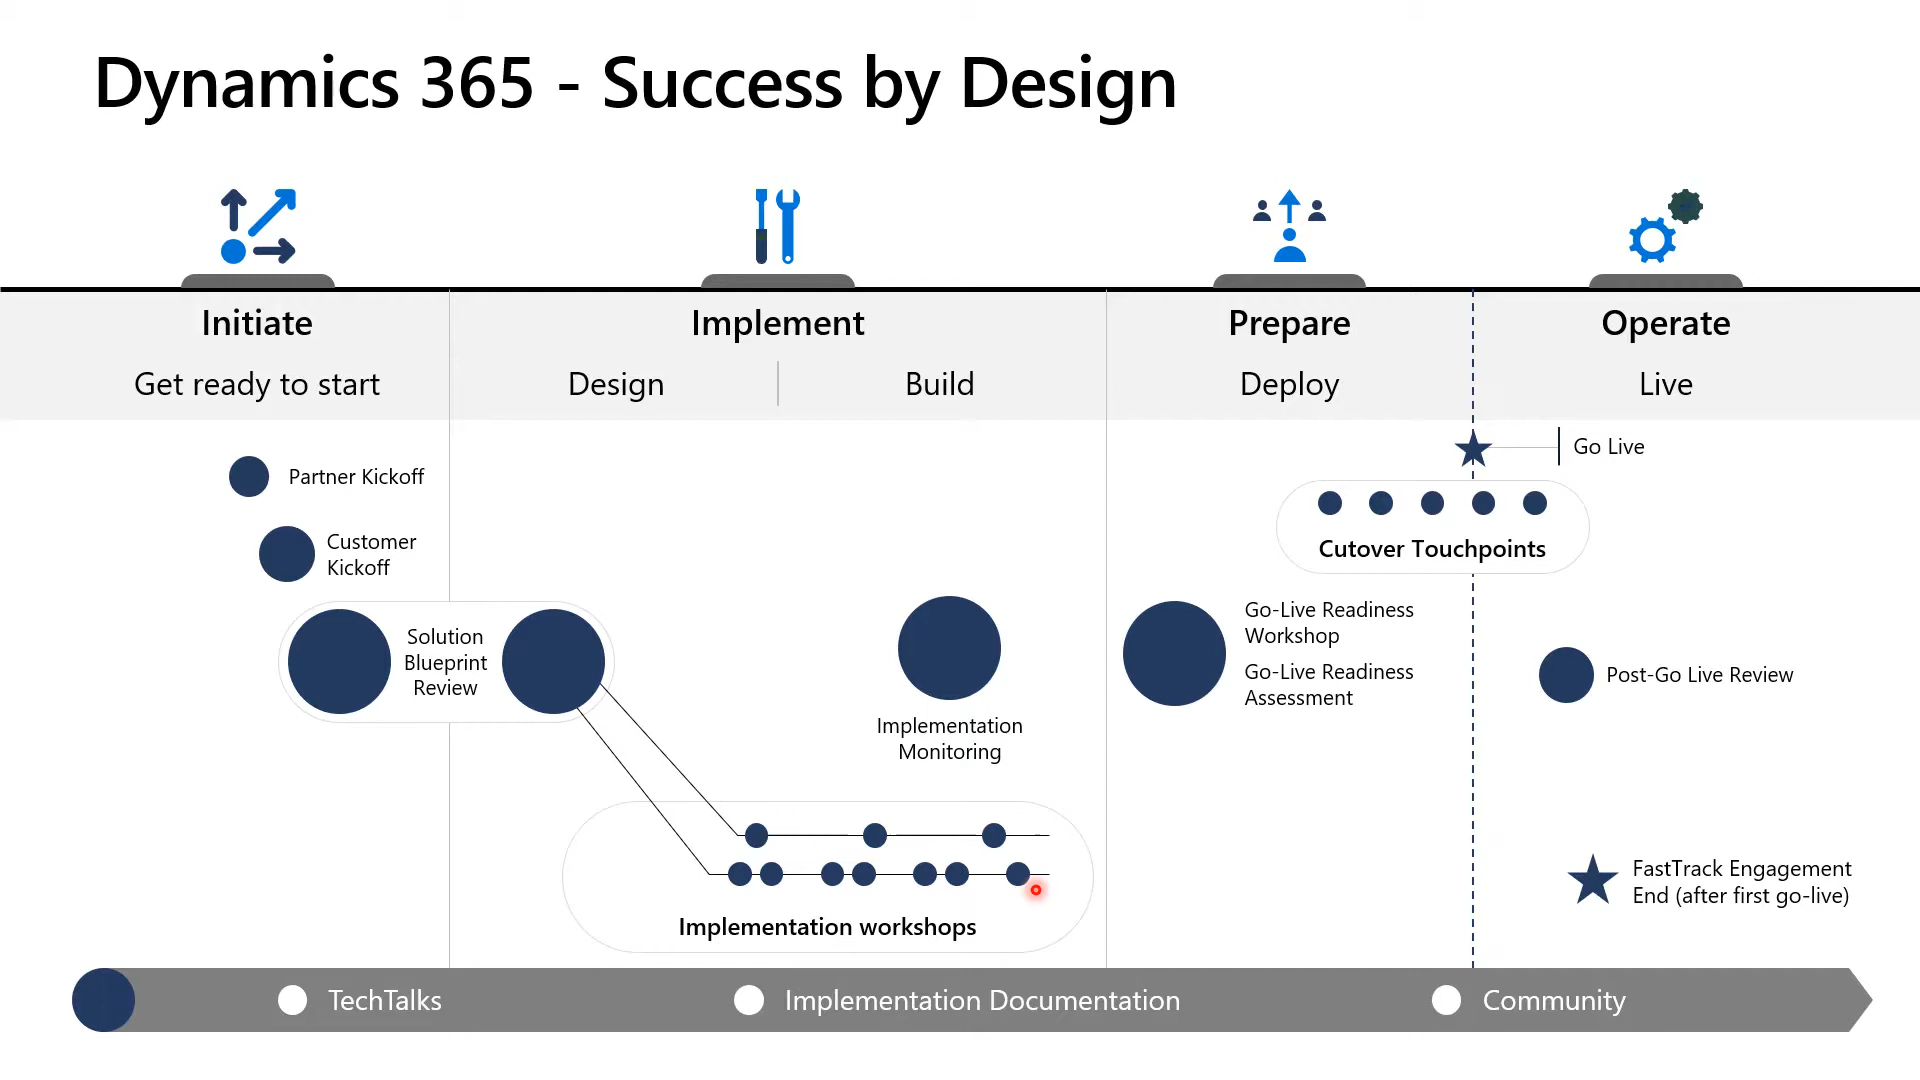 Dynamics 365 - Success by Design
Initiate
Implement
Prepare
Operate
Get ready to start
Design
Build
Deploy
Live
Go Live
Partner Kickoff
Customer
Kickoff
Cutover Touchpoints
Solution
Blueprint
Review
Implementation
Monitoring
Go-Live Readiness
Workshop
Go-Live Readiness
Assessment
Post-Go Live Review
Implementation workshops
FastTrack Engagement
End (after first go-live)
TechTalks
Implementation Documentation
Community